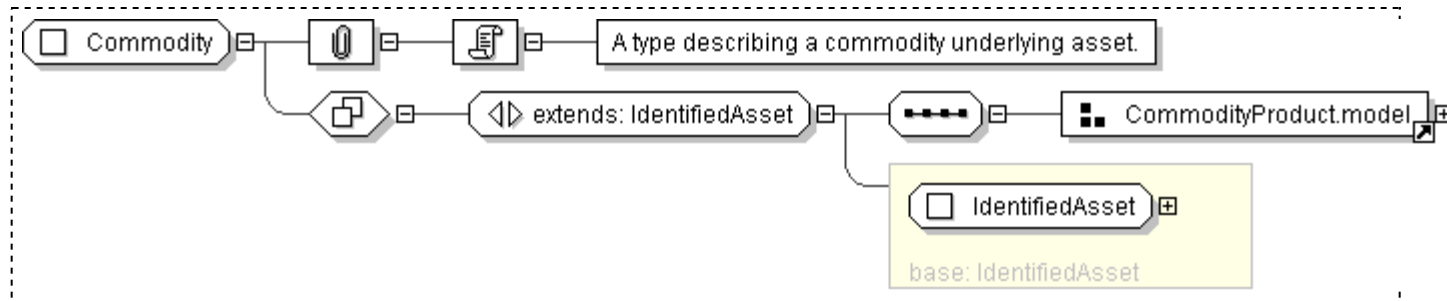 Commodity
A type describing a commodity underlying asset.
extends: IdentifiedAsset
CommodityProduct.model
IdentifiedAsset
base: IdentifiedAsset